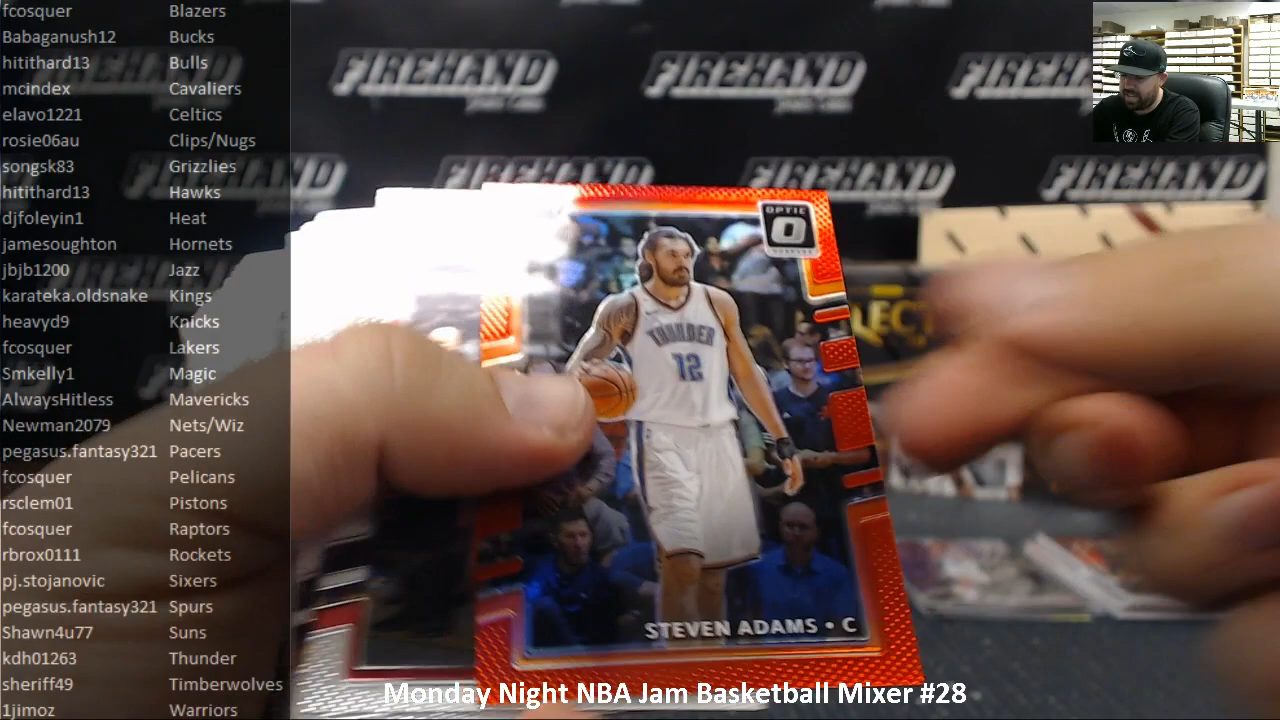 fcosquer Blazers
Babaganush12 Bucks
hitithard13 Bulls
mcindex Cavaliers
elavo1221 Celtics
rosie06au Clips/Nugs
songsk83 Grizzlies
hitithard13 Hawks
djfoleyin1 Heat
jamesoughton Hornets
jbjb1200 Jazz
karateka.oldsnake Kings
heavyd9 Knicks
fcosquer Lakers
Smkelly1 Magic
AlwaysHitless Mavericks
Newman2079 Nets/Wiz
pegasus.fantasy321 Pacers
fcosquer Pelicans
rsclem01 Pistons
fcosquer Raptors
rbrox0111 Rockets
pj.stojanovic Sixers
pegasus.fantasy321 Spurs
Shawn4u77 Suns
kdh01263 Thunder
sheriff49 Timberwolves
1jimoz Warriors
FIREHAND FIREHAND FIREHAND
FIREHAND FIREHAND FIREHAND FIREHAND
OPTIC
O
THUNDER
12
STEVEN ADAMS • C
Monday Night NBA Jam Basketball Mixer #28